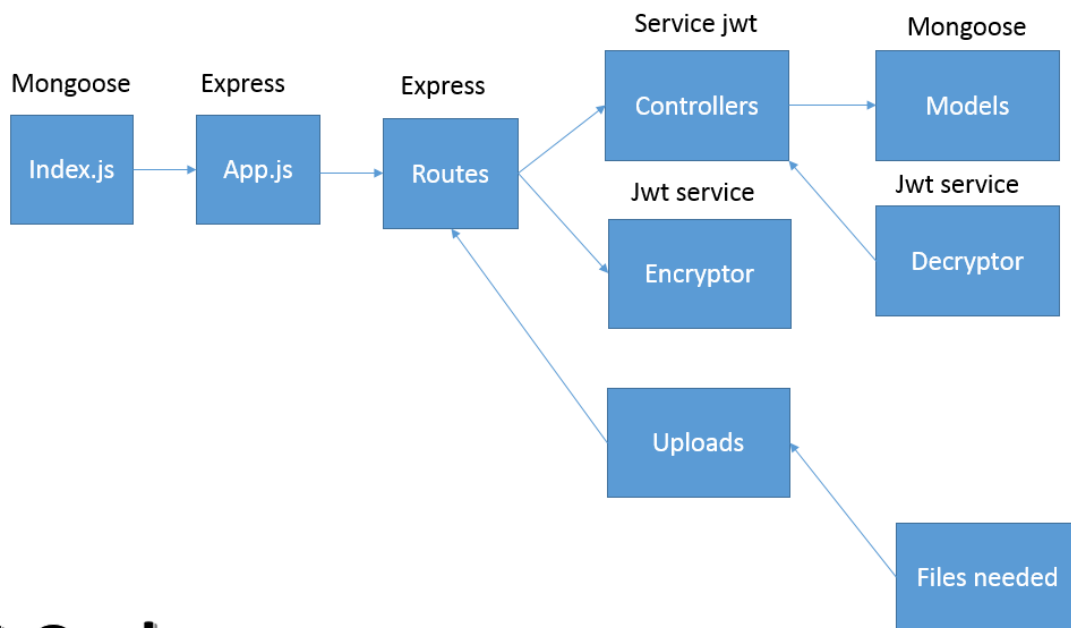 Service jwt
Mongoose
Mongoose
Express
Express
Controllers
Models
Index.js
App.js
Routes
Jwt service
Jwt service
Encryptor
Decryptor
Uploads
Files needed